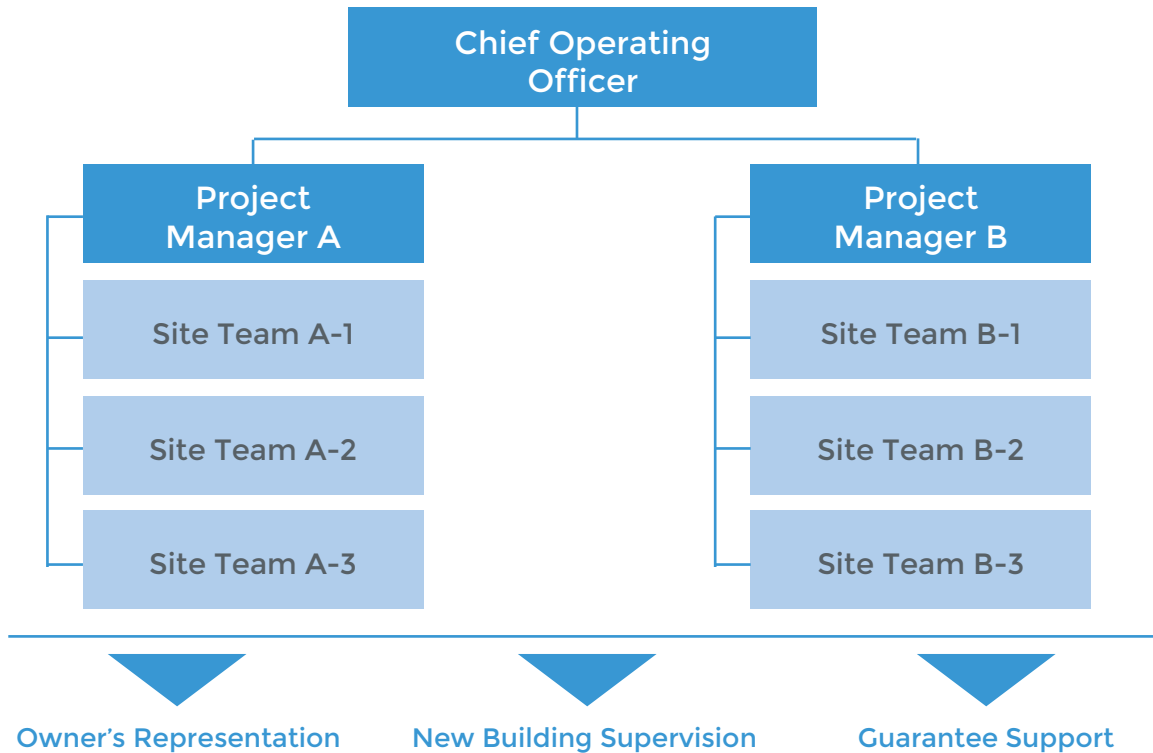 Chief Operating
Officer
Project
Manager A
Project
Manager B
Site Team A-1
Site Team B-1
Site Team A-2
Site Team B-2
Site Team A-3
Site Team B-3
Owner’s Representation
New Building Supervision
Guarantee Support